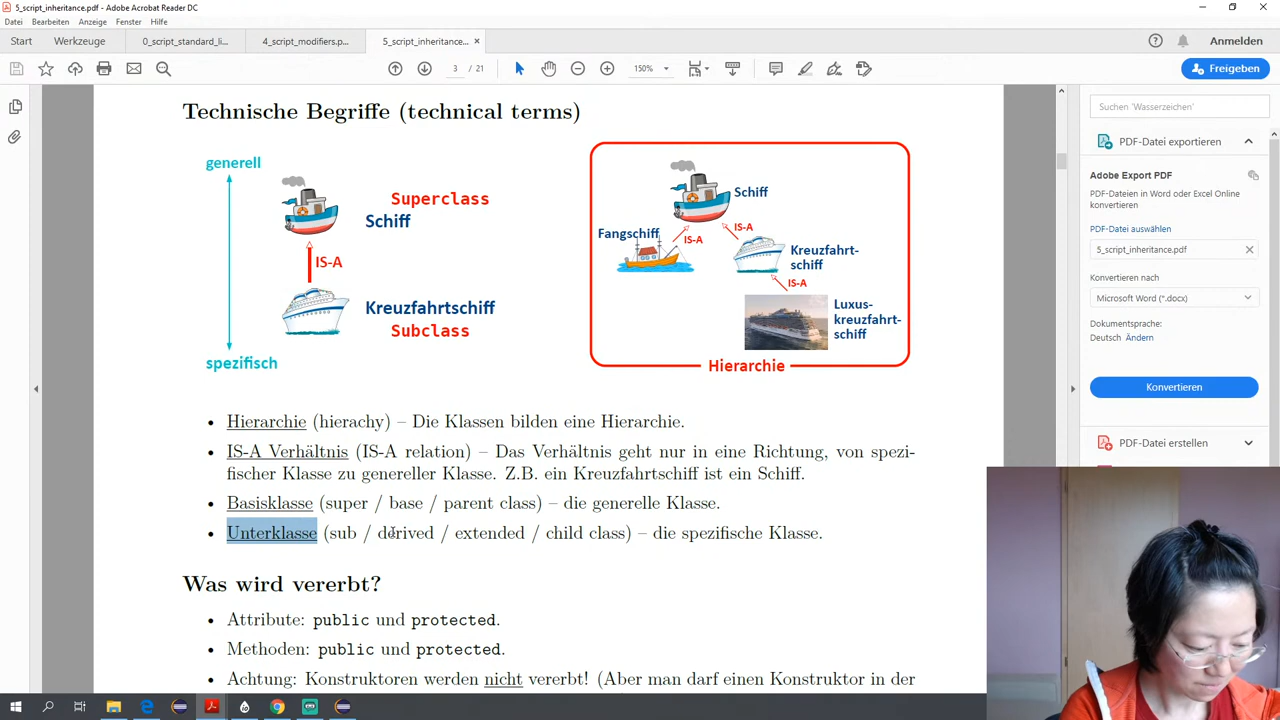 5_script_inheritance.pdf - Adobe Acrobat Reader DC
Datei Bearbeiten Anzeige Fenster Hilfe
Start Werkzeuge 0_script_standard_li... 4_script_modifiers.p... 5_script_inheritance... × Anmelden
3 / 21 150% Freigeben
Technische Begriffe (technical terms)
generell
Superclass
Schiff
IS-A
Kreuzfahrtschiff
Subclass
spezifisch
Schiff
Fangschiff
IS-A
IS-A
Kreuzfahrt-
schiff
IS-A
Luxus-
kreuzfahrt-
schiff
Hierarchie
• Hierarchie (hierachy) – Die Klassen bilden eine Hierarchie.
• IS-A Verhältnis (IS-A relation) – Das Verhältnis geht nur in eine Richtung, von spezi-
fischer Klasse zu genereller Klasse. Z.B. ein Kreuzfahrtschiff ist ein Schiff.
• Basisklasse (super / base / parent class) – die generelle Klasse.
• Unterklasse (sub / derived / extended / child class) – die spezifische Klasse.
Was wird vererbt?
• Attribute: public und protected.
• Methoden: public und protected.
• Achtung: Konstruktoren werden nicht vererbt! (Aber man darf einen Konstruktor in der
Suchen 'Wasserzeichen'
PDF-Datei exportieren
Adobe Export PDF
PDF-Dateien in Word oder Excel Online
konvertieren
PDF-Datei auswählen
5_script_inheritance.pdf
Konvertieren nach
Microsoft Word (*.docx)
Dokumentsprache:
Deutsch Ändern
Konvertieren
PDF-Datei erstellen